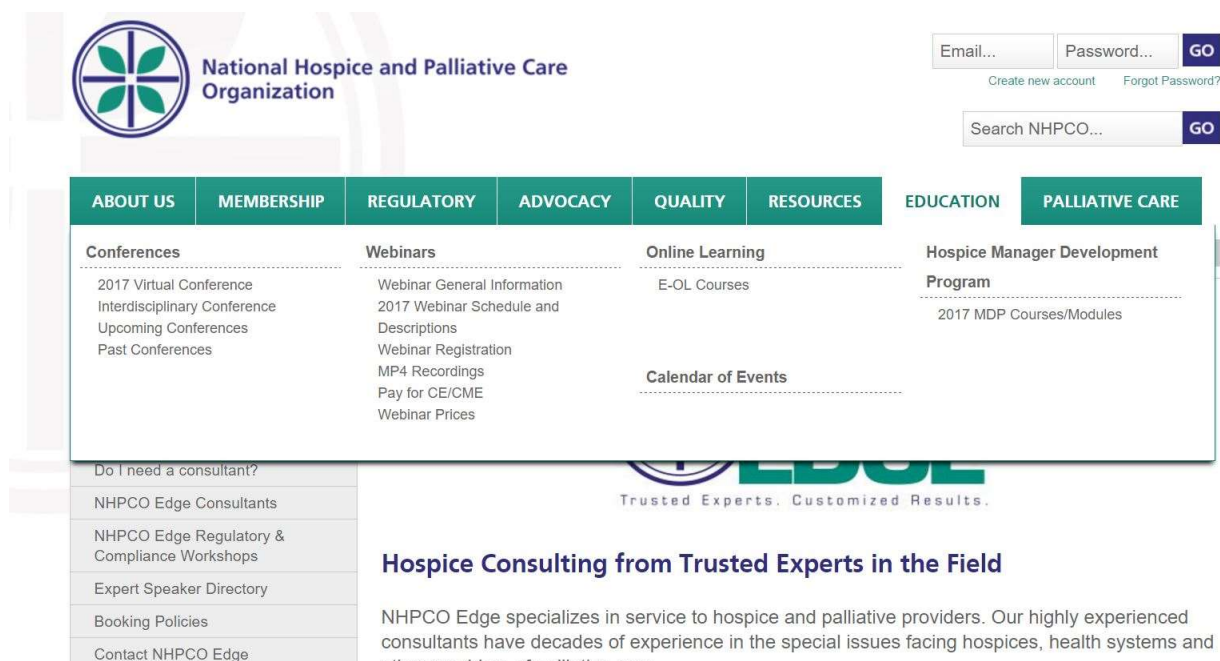 National Hospice and Palliative Care
Organization
Email...
Password...
GO
Create new account
Forgot Password?
Search NHPCO...
GO
ABOUT US
MEMBERSHIP
REGULATORY
ADVOCACY
QUALITY
RESOURCES
EDUCATION
PALLIATIVE CARE
Conferences
2017 Virtual Conference
Interdisciplinary Conference
Upcoming Conferences
Past Conferences
Webinars
Webinar General Information
2017 Webinar Schedule and
Descriptions
Webinar Registration
MP4 Recordings
Pay for CE/CME
Webinar Prices
Online Learning
E-OL Courses
Calendar of Events
Hospice Manager Development
Program
2017 MDP Courses/Modules
Do I need a consultant?
NHPCO Edge Consultants
NHPCO Edge Regulatory &
Compliance Workshops
Expert Speaker Directory
Booking Policies
Contact NHPCO Edge
EDGE
Trusted Experts. Customized Results.
Hospice Consulting from Trusted Experts in the Field
NHPCO Edge specializes in service to hospice and palliative providers. Our highly experienced
consultants have decades of experience in the special issues facing hospices, health systems and